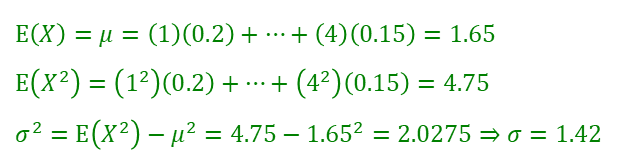 E(X) = μ = (1)(0.2) + ⋯ + (4)(0.15) = 1.65
E(X²) = (1²)(0.2) + ⋯ + (4²)(0.15) = 4.75
σ² = E(X²) − μ² = 4.75 − 1.65² = 2.0275 ⇒ σ = 1.42